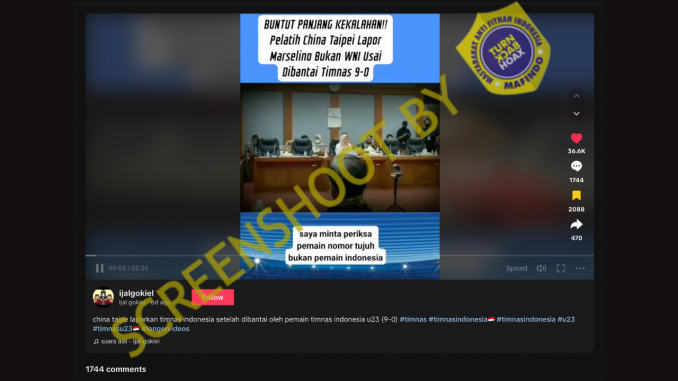 BUNTUT PANJANG KEKALAHAN!!
Pelatih China Taipei Lapor
Marselino Bukan WNI Usai
Dibantai Timnas 9-0
MASYARAKAT ANTI FITNAH INDONESIA
TURN
BACK
HOAX
MAFINDO
SCREENSHOOT BY
36.6K
1744
2088
470
saya minta periksa
pemain nomor tujuh
bukan pemain indonesia
00:03 / 02:35
Speed
ijalgokiel
Ijal gokiel · 6d ago
Follow
china taipe laporkan timnas indonesia setelah dibantai oleh pemain timnas indonesia u23 (9-0) #timnas #timnasindonesia🇮🇩 #timnasindonesia #u23
#timnasu23🇮🇩 #longervideos
♫ suara asli - Ijal gokiel
1744 comments